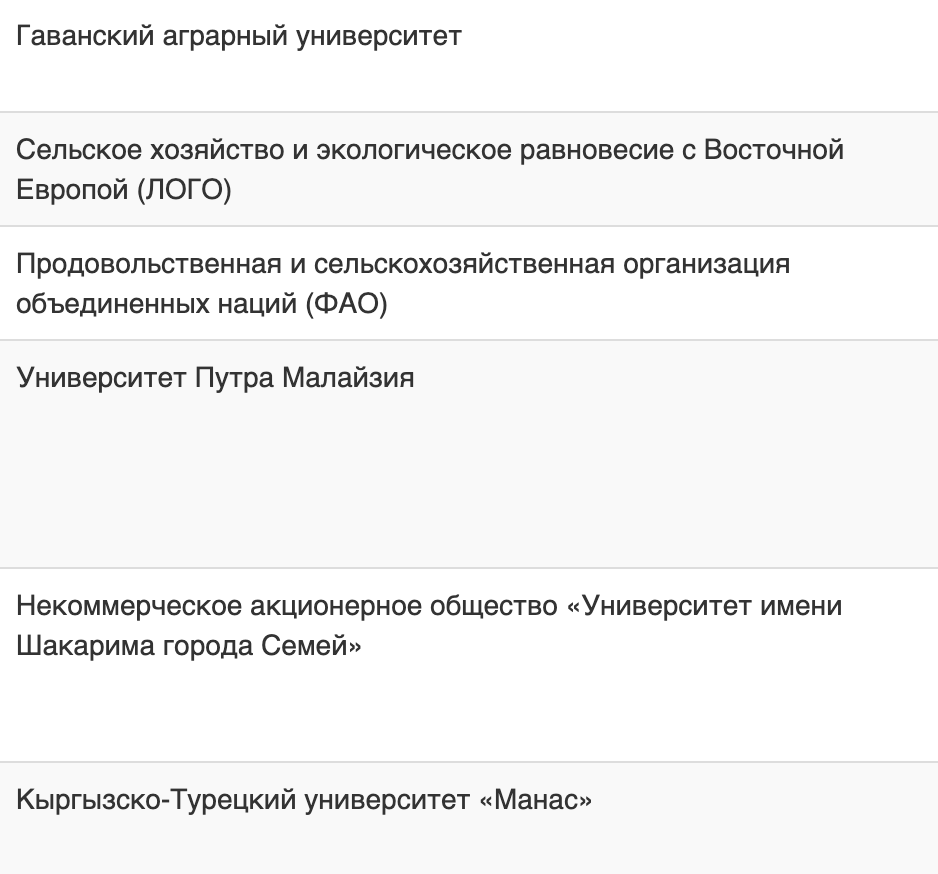 Гаванский аграрный университет
Сельское хозяйство и экологическое равновесие с Восточной
Европой (ЛОГО)
Продовольственная и сельскохозяйственная организация
объединенных наций (ФАО)
Университет Путра Малайзия
Некоммерческое акционерное общество «Университет имени
Шакарима города Семей»
Кыргызско-Турецкий университет «Манас»